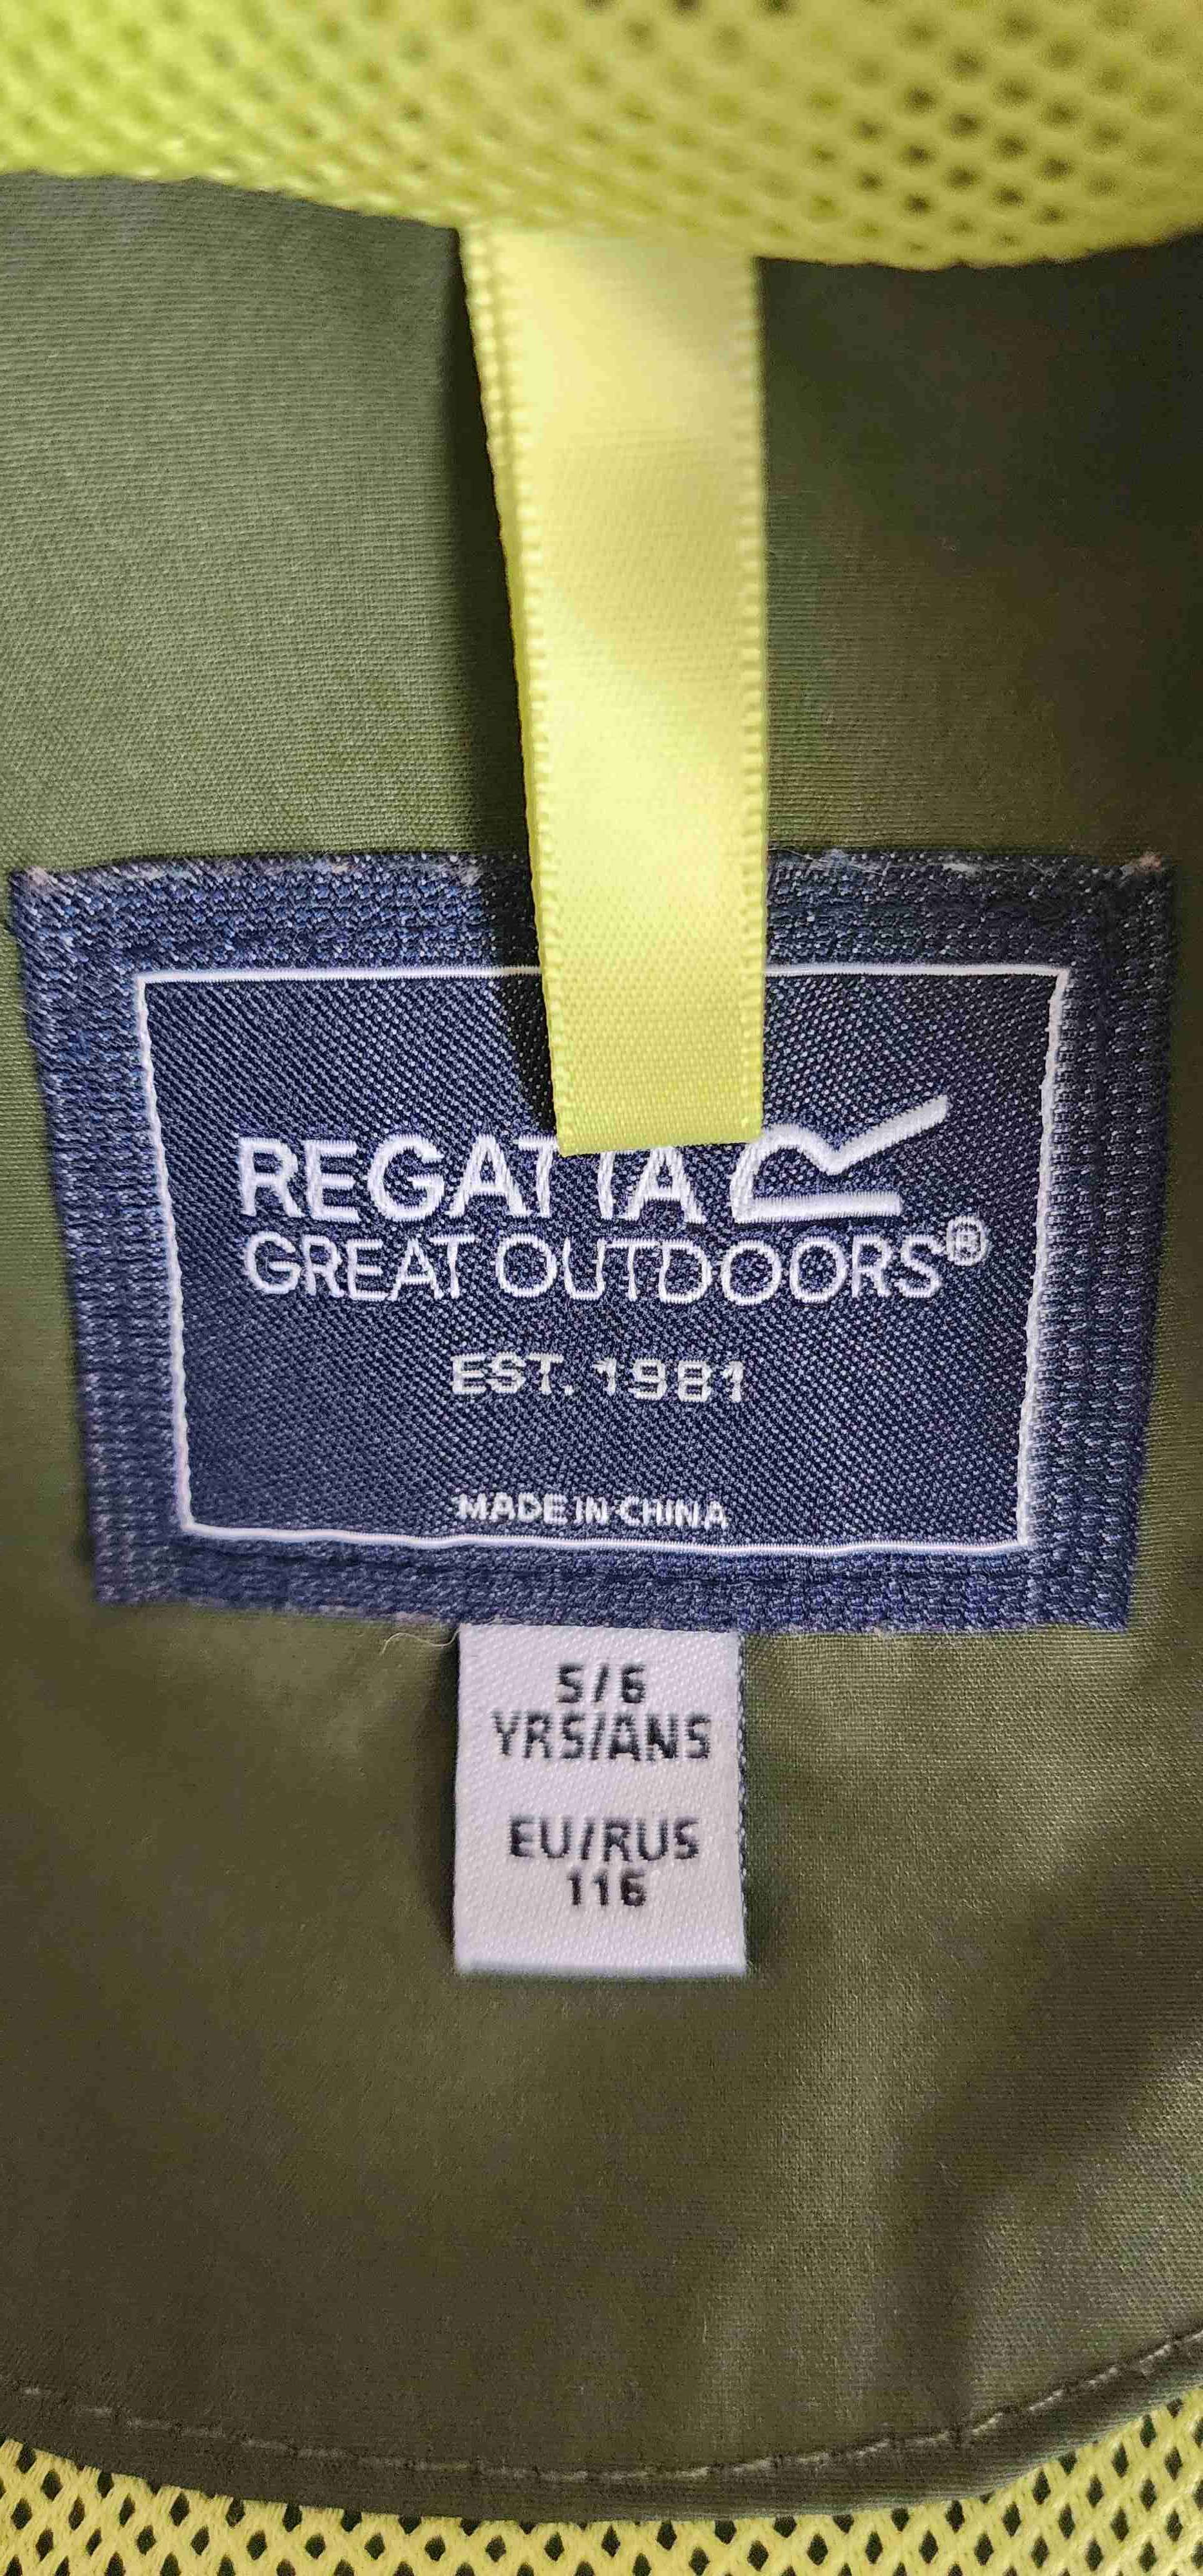 REGATTA R
GREAT OUTDOORS®
EST. 1981
MADE IN CHINA
5/6
YRS/ANS
EU/RUS
116